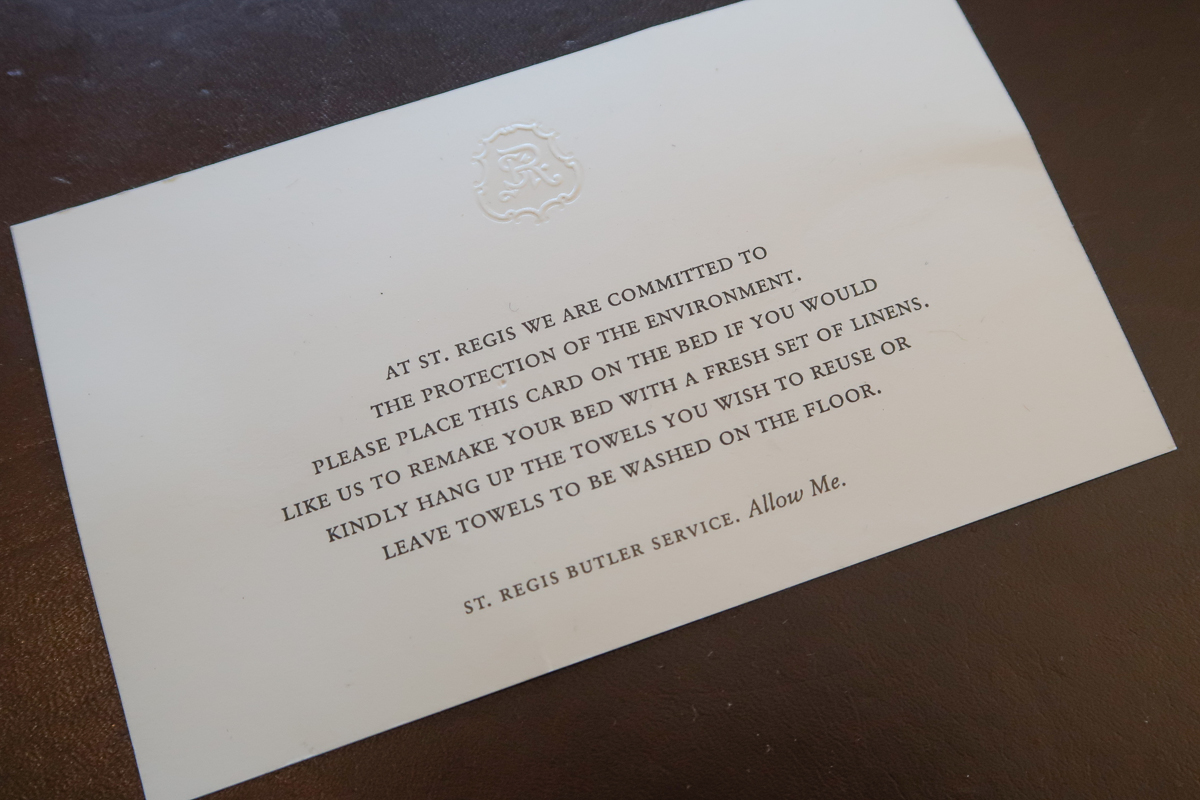 AT ST. REGIS WE ARE COMMITTED TO
THE PROTECTION OF THE ENVIRONMENT.
PLEASE PLACE THIS CARD ON THE BED IF YOU WOULD
LIKE US TO REMAKE YOUR BED WITH A FRESH SET OF LINENS.
KINDLY HANG UP THE TOWELS YOU WISH TO REUSE OR
LEAVE TOWELS TO BE WASHED ON THE FLOOR.
ST. REGIS BUTLER SERVICE. Allow Me.